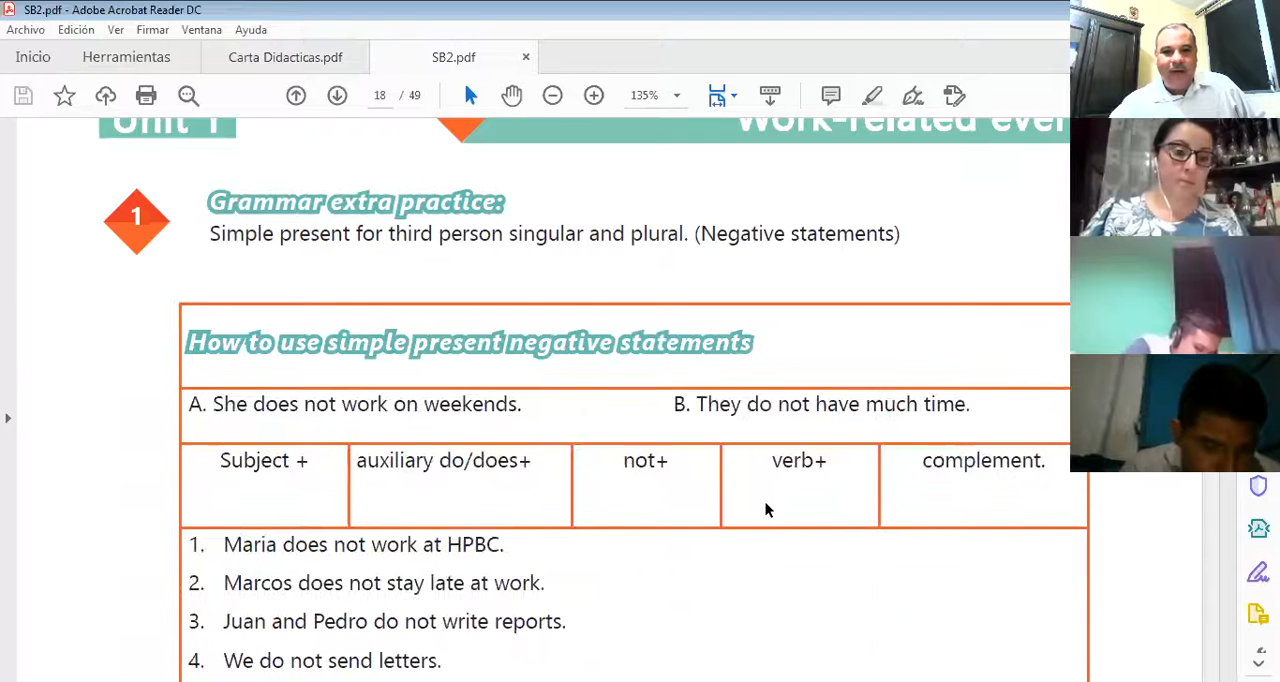 SB2.pdf - Adobe Acrobat Reader DC
Archivo Edición Ver Firmar Ventana Ayuda
Inicio Herramientas Carta Didacticas.pdf SB2.pdf ×
18 / 49 135%
Unit 1 Work-related
1 Grammar extra practice:
Simple present for third person singular and plural. (Negative statements)
How to use simple present negative statements
A. She does not work on weekends. B. They do not have much time.
Subject + auxiliary do/does+ not+ verb+ complement.
1. Maria does not work at HPBC.
2. Marcos does not stay late at work.
3. Juan and Pedro do not write reports.
4. We do not send letters.